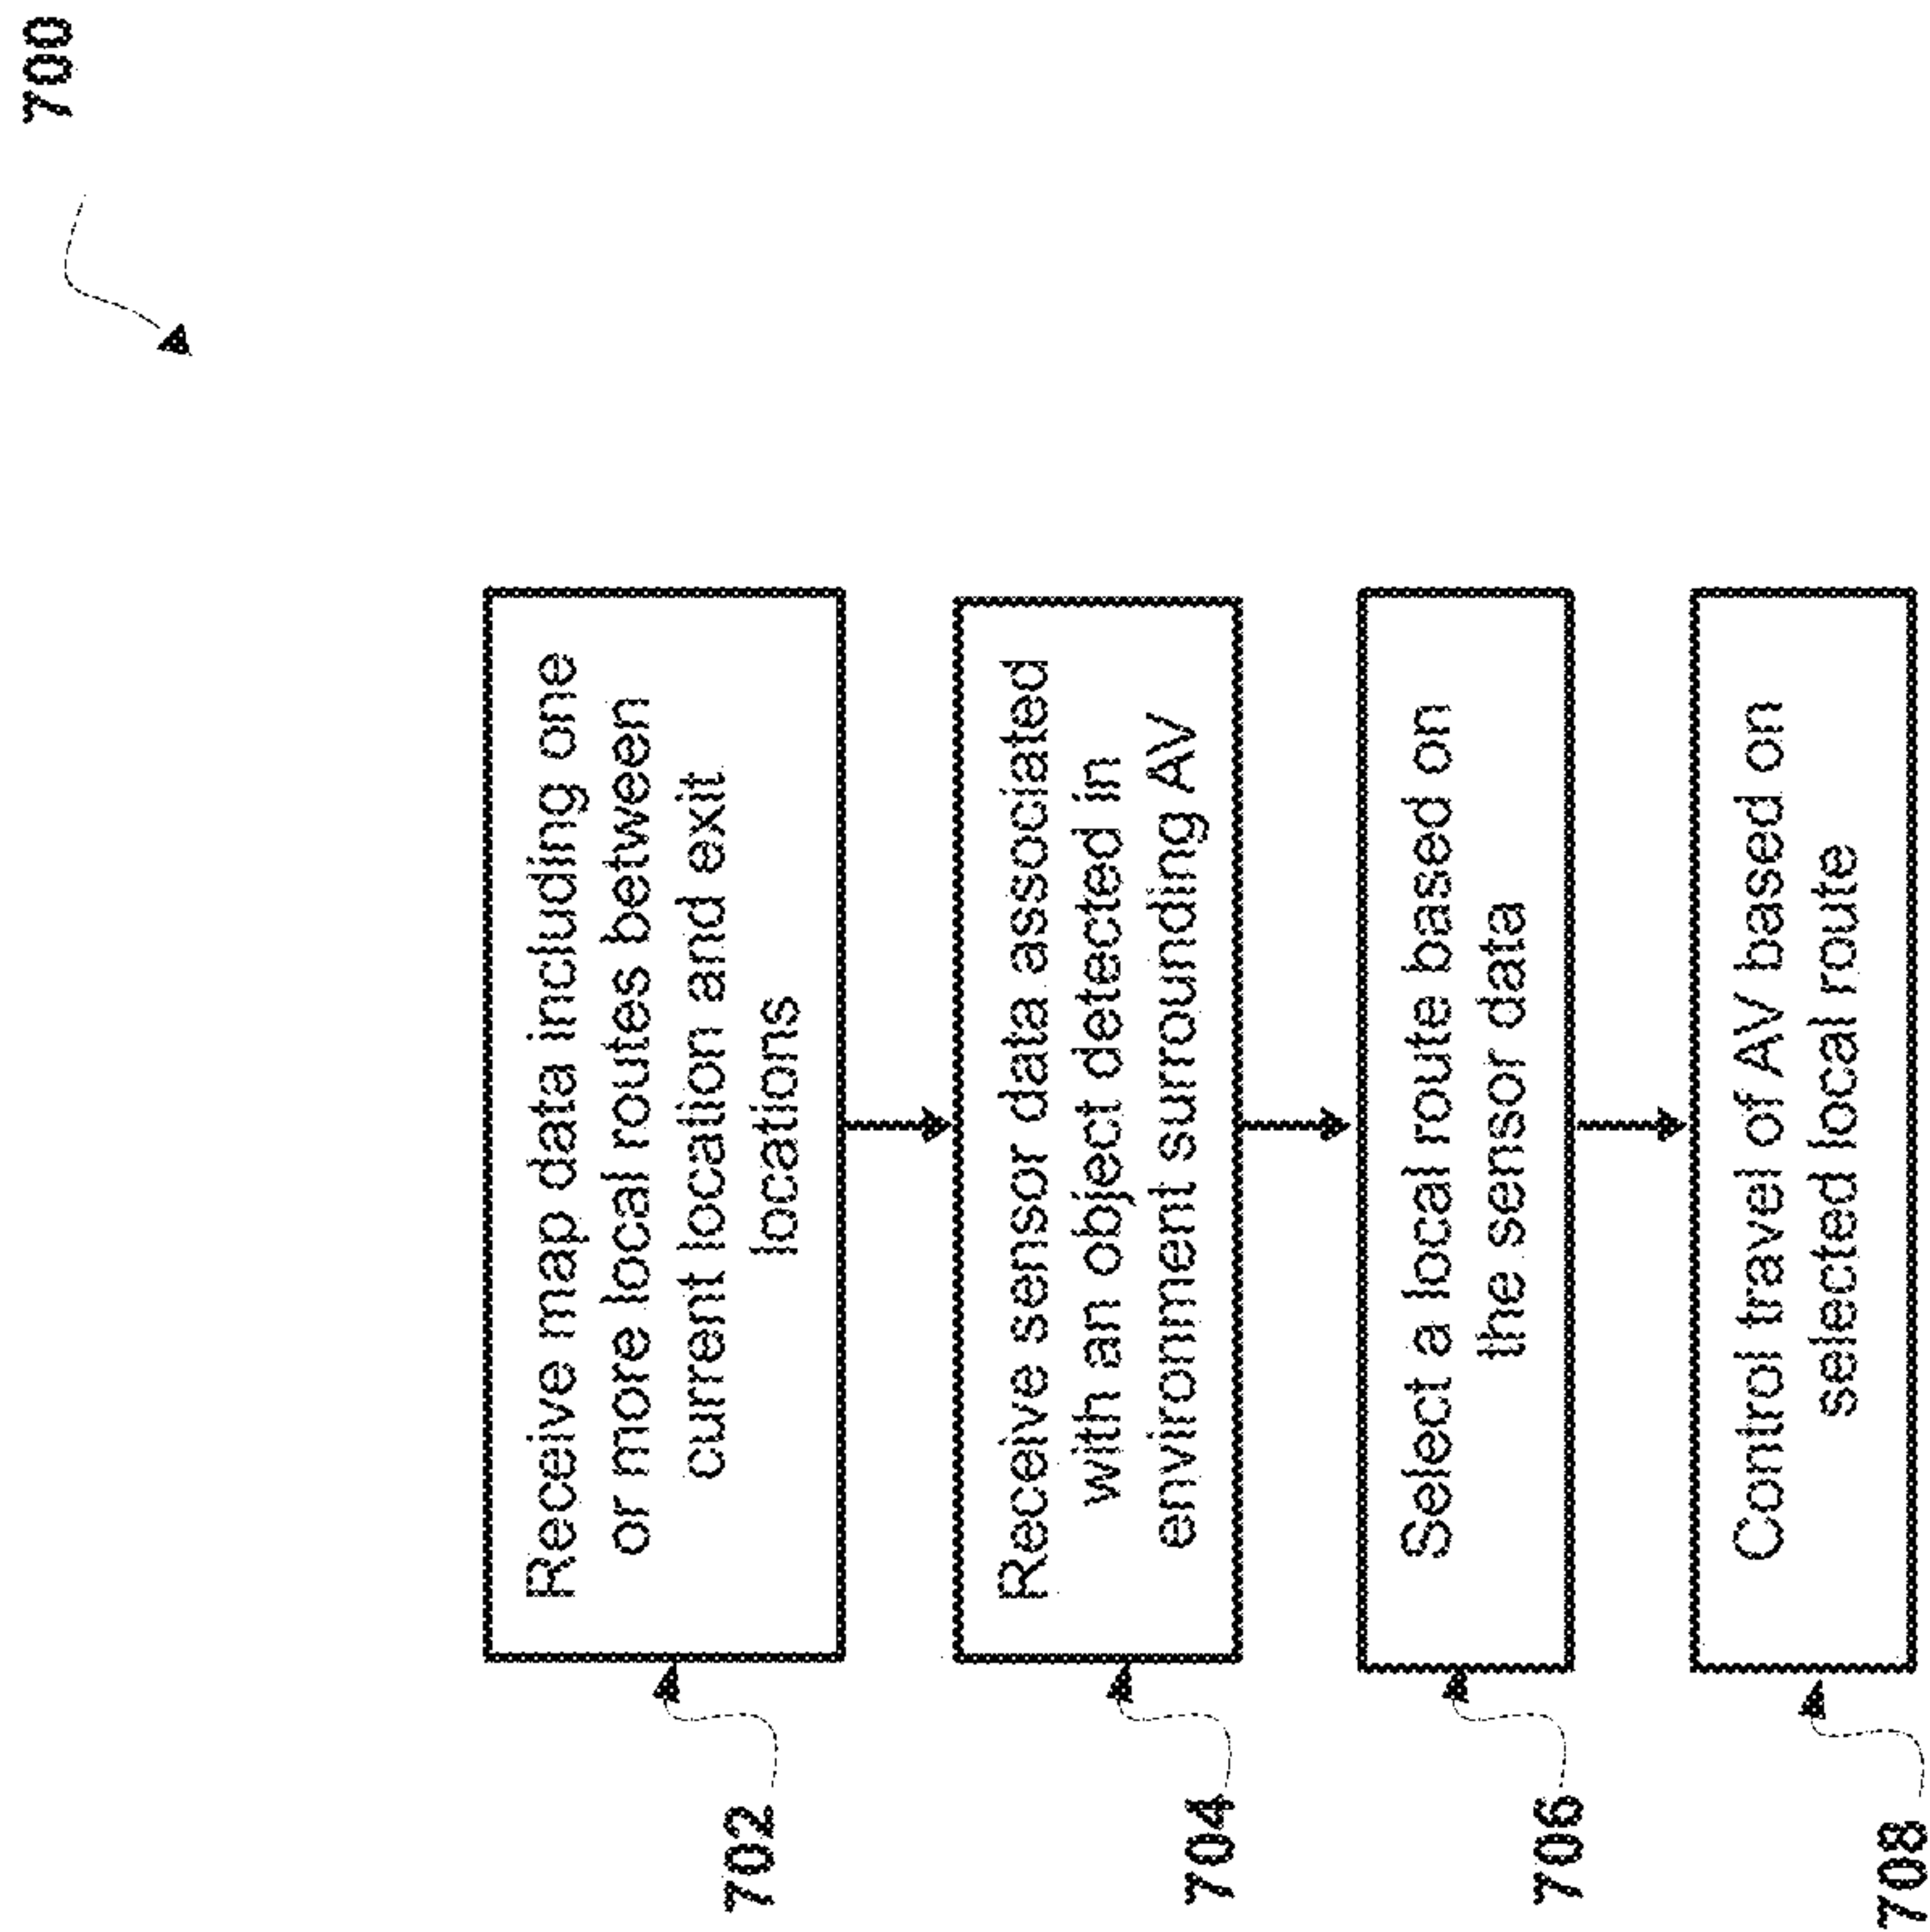 700
702
Receive map data including one
or more local routes between
current location and exit
locations
704
Receive sensor data associated
with an object detected in
environment surrounding AV
706
Select a local route based on
the sensor data
708
Control travel of AV based on
selected local route